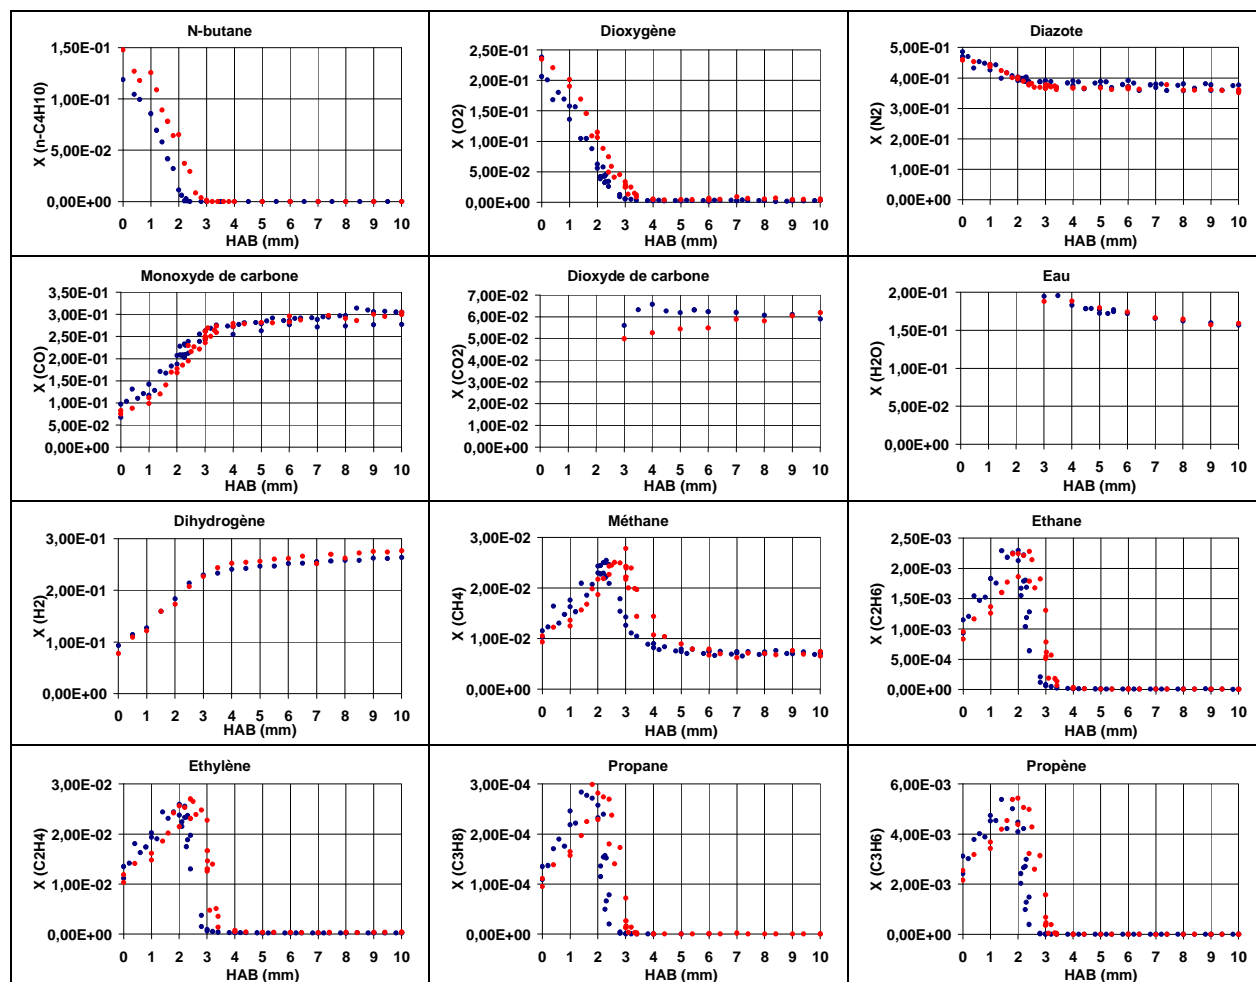 N-butane
1,50E-01
1,00E-01
5,00E-02
0,00E+00
X (n-C4H10)
0 1 2 3 4 5 6 7 8 9 10
HAB (mm)
Dioxygène
2,50E-01
2,00E-01
1,50E-01
1,00E-01
5,00E-02
0,00E+00
X (O2)
0 1 2 3 4 5 6 7 8 9 10
HAB (mm)
Diazote
5,00E-01
4,00E-01
3,00E-01
2,00E-01
1,00E-01
0,00E+00
X (N2)
0 1 2 3 4 5 6 7 8 9 10
HAB (mm)
Monoxyde de carbone
3,50E-01
3,00E-01
2,50E-01
2,00E-01
1,50E-01
1,00E-01
5,00E-02
0,00E+00
X (CO)
0 1 2 3 4 5 6 7 8 9 10
HAB (mm)
Dioxyde de carbone
7,00E-02
6,00E-02
5,00E-02
4,00E-02
3,00E-02
2,00E-02
1,00E-02
0,00E+00
X (CO2)
0 1 2 3 4 5 6 7 8 9 10
HAB (mm)
Eau
2,00E-01
1,50E-01
1,00E-01
5,00E-02
0,00E+00
X (H2O)
0 1 2 3 4 5 6 7 8 9 10
HAB (mm)
Dihydrogène
3,00E-01
2,00E-01
1,00E-01
0,00E+00
X (H2)
0 1 2 3 4 5 6 7 8 9 10
HAB (mm)
Méthane
3,00E-02
2,00E-02
1,00E-02
0,00E+00
X (CH4)
0 1 2 3 4 5 6 7 8 9 10
HAB (mm)
Ethane
2,50E-03
2,00E-03
1,50E-03
1,00E-03
5,00E-04
0,00E+00
X (C2H6)
0 1 2 3 4 5 6 7 8 9 10
HAB (mm)
Ethylène
3,00E-02
2,00E-02
1,00E-02
0,00E+00
X (C2H4)
0 1 2 3 4 5 6 7 8 9 10
HAB (mm)
Propane
3,00E-04
2,00E-04
1,00E-04
0,00E+00
X (C3H8)
0 1 2 3 4 5 6 7 8 9 10
HAB (mm)
Propène
6,00E-03
4,00E-03
2,00E-03
0,00E+00
X (C3H6)
0 1 2 3 4 5 6 7 8 9 10
HAB (mm)